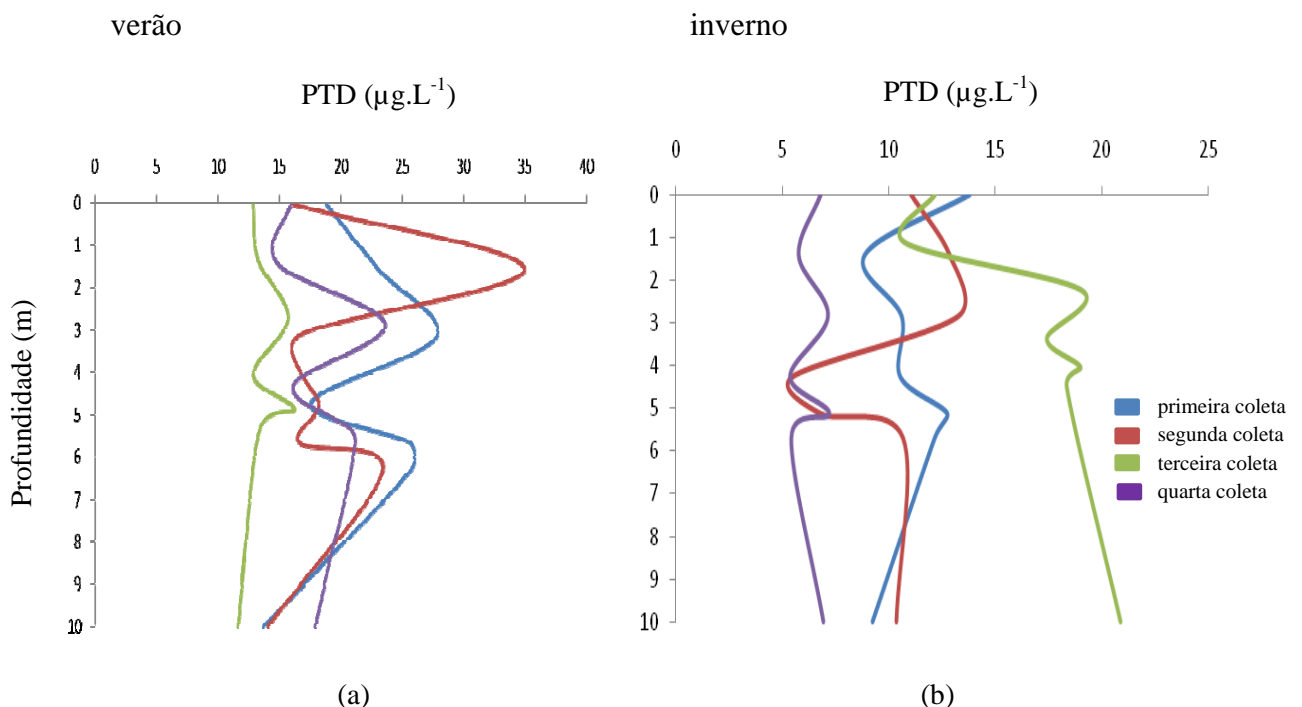 verão
inverno
PTD (µg.L⁻¹)
PTD (µg.L⁻¹)
0 5 10 15 20 25 30 35 40
0 5 10 15 20 25
Profundidade (m)
0
1
2
3
4
5
6
7
8
9
10
0
1
2
3
4
5
6
7
8
9
10
primeira coleta
segunda coleta
terceira coleta
quarta coleta
(a)
(b)